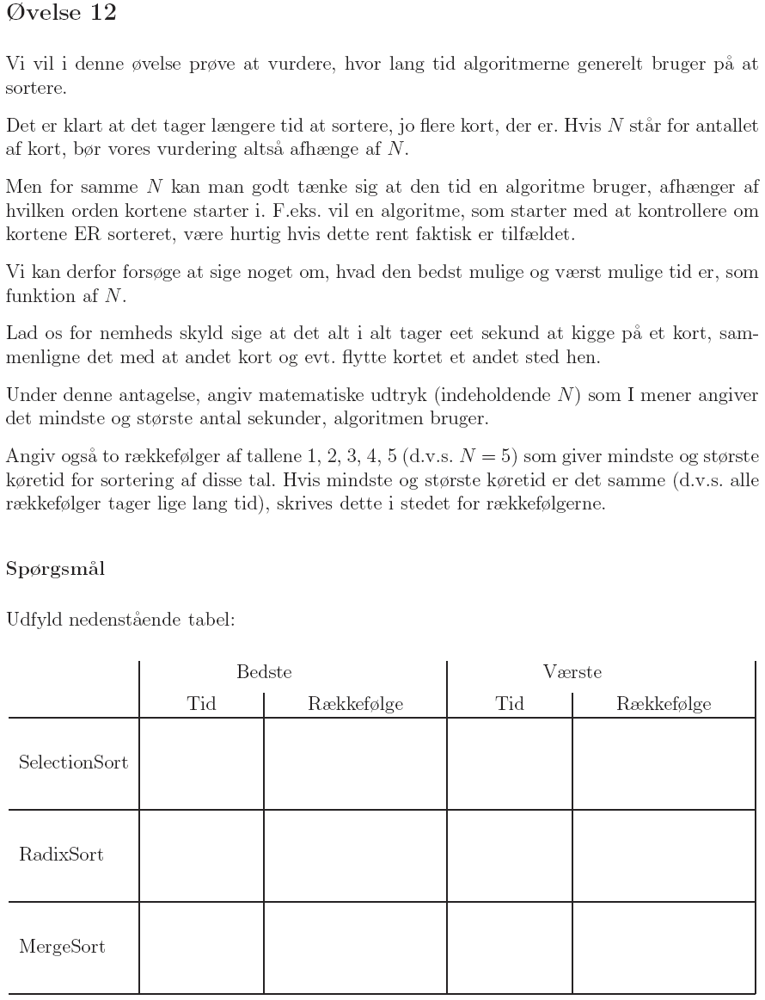 Øvelse 12
Vi vil i denne øvelse prøve at vurdere, hvor lang tid algoritmerne generelt bruger på at
sortere.
Det er klart at det tager længere tid at sortere, jo flere kort, der er. Hvis N står for antallet
af kort, bør vores vurdering altså afhænge af N.
Men for samme N kan man godt tænke sig at den tid en algoritme bruger, afhænger af
hvilken orden kortene starter i. F.eks. vil en algoritme, som starter med at kontrollere om
kortene ER sorteret, være hurtig hvis dette rent faktisk er tilfældet.
Vi kan derfor forsøge at sige noget om, hvad den bedst mulige og værst mulige tid er, som
funktion af N.
Lad os for nemheds skyld sige at det alt i alt tager eet sekund at kigge på et kort, sam-
menligne det med at andet kort og evt. flytte kortet et andet sted hen.
Under denne antagelse, angiv matematiske udtryk (indeholdende N) som I mener angiver
det mindste og største antal sekunder, algoritmen bruger.
Angiv også to rækkefølger af tallene 1, 2, 3, 4, 5 (d.v.s. N = 5) som giver mindste og største
køretid for sortering af disse tal. Hvis mindste og største køretid er det samme (d.v.s. alle
rækkefølger tager lige lang tid), skrives dette i stedet for rækkefølgerne.
Spørgsmål
Udfyld nedenstående tabel:
Bedste Værste
Tid Rækkefølge Tid Rækkefølge
SelectionSort
RadixSort
MergeSort